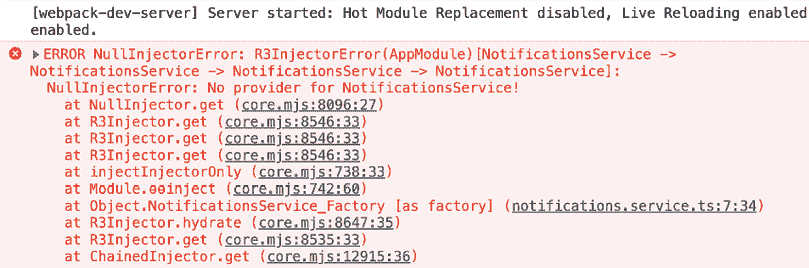 [webpack-dev-server] Server started: Hot Module Replacement disabled, Live Reloading enabled
enabled.
ERROR NullInjectorError: R3InjectorError(AppModule)[NotificationsService ->
NotificationsService -> NotificationsService -> NotificationsService]:
NullInjectorError: No provider for NotificationsService!
at NullInjector.get (core.mjs:8096:27)
at R3Injector.get (core.mjs:8546:33)
at R3Injector.get (core.mjs:8546:33)
at R3Injector.get (core.mjs:8546:33)
at injectInjectorOnly (core.mjs:738:33)
at Module.ɵɵinject (core.mjs:742:60)
at Object.NotificationsService_Factory [as factory] (notifications.service.ts:7:34)
at R3Injector.hydrate (core.mjs:8647:35)
at R3Injector.get (core.mjs:8535:33)
at ChainedInjector.get (core.mjs:12915:36)